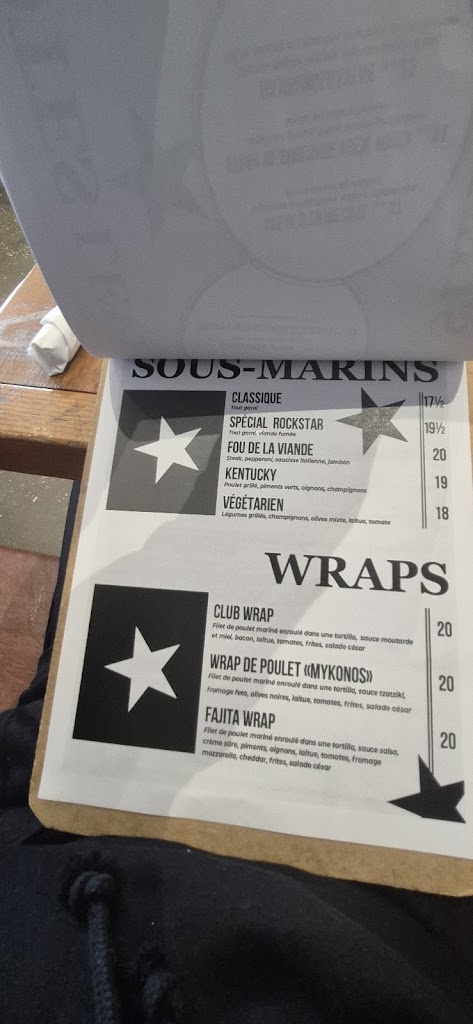 SOUS-MARINS
CLASSIQUE 17½
Tout garni
SPÉCIAL ROCKSTAR 19½
Tout garni, viande fumée
FOU DE LA VIANDE 20
Steak, pepperoni, saucisse italienne, jambon
KENTUCKY 19
Poulet grillé, piments verts, oignons, champignons
VÉGÉTARIEN 18
Légumes grillés, champignons, olives mixte, laitue, tomate
WRAPS
CLUB WRAP 20
Filet de poulet mariné enroulé dans une tortilla, sauce moutarde
et miel, bacon, laitue, tomates, frites, salade césar
WRAP DE POULET «MYKONOS» 20
Filet de poulet mariné enroulé dans une tortilla, sauce tzatziki,
fromage feta, olives noires, laitue, tomates, frites, salade césar
FAJITA WRAP 20
Filet de poulet mariné enroulé dans une tortilla, sauce salsa,
crème sûre, piments, oignons, laitue, tomates, fromage
mozzarella, cheddar, frites, salade césar